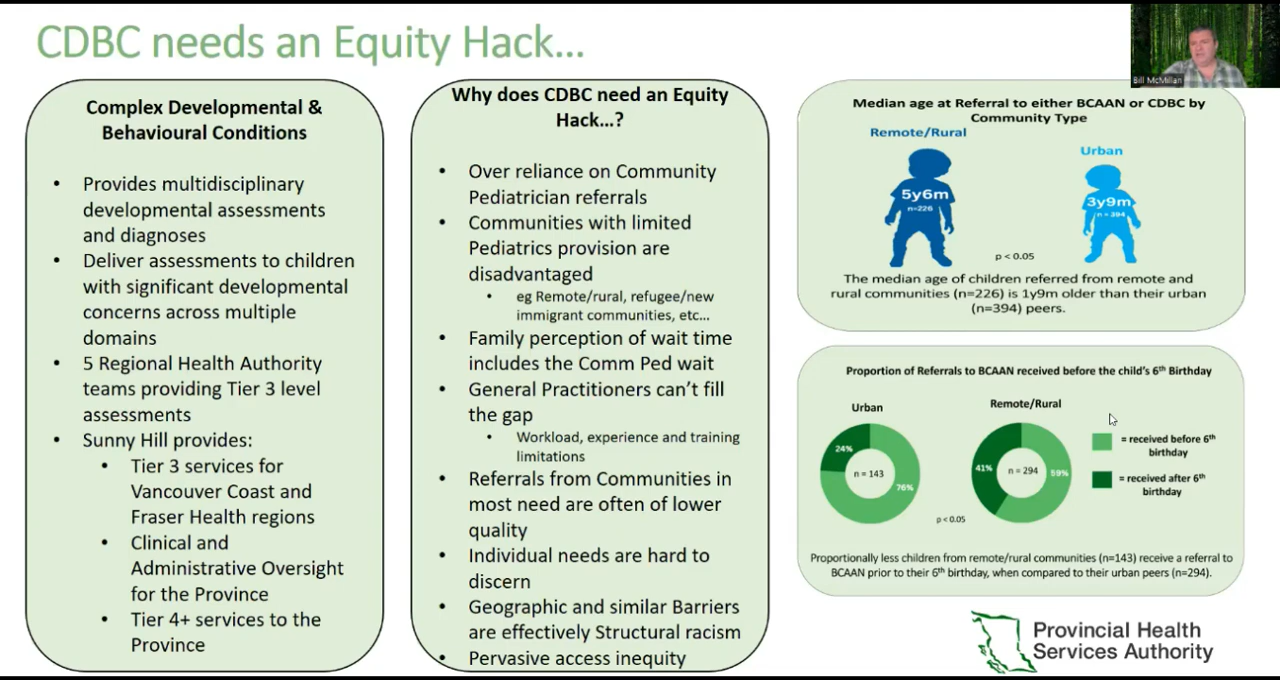 CDBC needs an Equity Hack...
Bill McMillan
Complex Developmental &
Behavioural Conditions
• Provides multidisciplinary
developmental assessments
and diagnoses
• Deliver assessments to children
with significant developmental
concerns across multiple
domains
• 5 Regional Health Authority
teams providing Tier 3 level
assessments
• Sunny Hill provides:
• Tier 3 services for
Vancouver Coast and
Fraser Health regions
• Clinical and
Administrative Oversight
for the Province
• Tier 4+ services to the
Province
Why does CDBC need an Equity
Hack...?
• Over reliance on Community
Pediatrician referrals
• Communities with limited
Pediatrics provision are
disadvantaged
• eg Remote/rural, refugee/new
immigrant communities, etc...
• Family perception of wait time
includes the Comm Ped wait
• General Practitioners can't fill
the gap
• Workload, experience and training
limitations
• Referrals from Communities in
most need are often of lower
quality
• Individual needs are hard to
discern
• Geographic and similar Barriers
are effectively Structural racism
• Pervasive access inequity
Median age at Referral to either BCAAN or CDBC by
Community Type
Remote/Rural
5y6m
n=226
Urban
3y9m
n = 394
p < 0.05
The median age of children referred from remote and
rural communities (n=226) is 1y9m older than their urban
(n=394) peers.
Proportion of Referrals to BCAAN received before the child's 6th Birthday
Urban
24%
n = 143
76%
p < 0.05
Remote/Rural
41%
n = 294
59%
= received before 6th
birthday
= received after 6th
birthday
Proportionally less children from remote/rural communities (n=143) receive a referral to
BCAAN prior to their 6th birthday, when compared to their urban peers (n=294).
Provincial Health
Services Authority